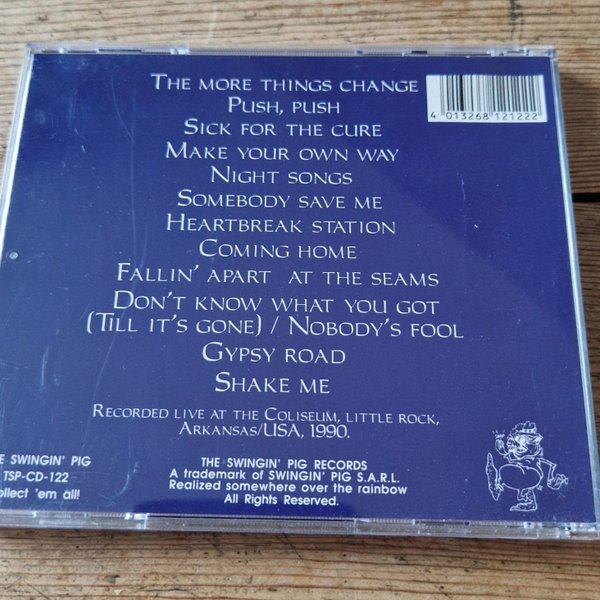 THE MORE THINGS CHANGE
PUSH, PUSH
SICK FOR THE CURE
MAKE YOUR OWN WAY
NIGHT SONGS
SOMEBODY SAVE ME
HEARTBREAK STATION
COMING HOME
FALLIN' APART AT THE SEAMS
DON'T KNOW WHAT YOU GOT
(TILL IT'S GONE) / NOBODY'S FOOL
GYPSY ROAD
SHAKE ME
RECORDED LIVE AT THE COLISEUM, LITTLE ROCK,
ARKANSAS/USA, 1990.
4 013268 121222
E SWINGIN' PIG
TSP-CD-122
ollect 'em all!
THE SWINGIN' PIG RECORDS
A trademark of SWINGIN' PIG S.A.R.L.
Realized somewhere over the rainbow
All Rights Reserved.